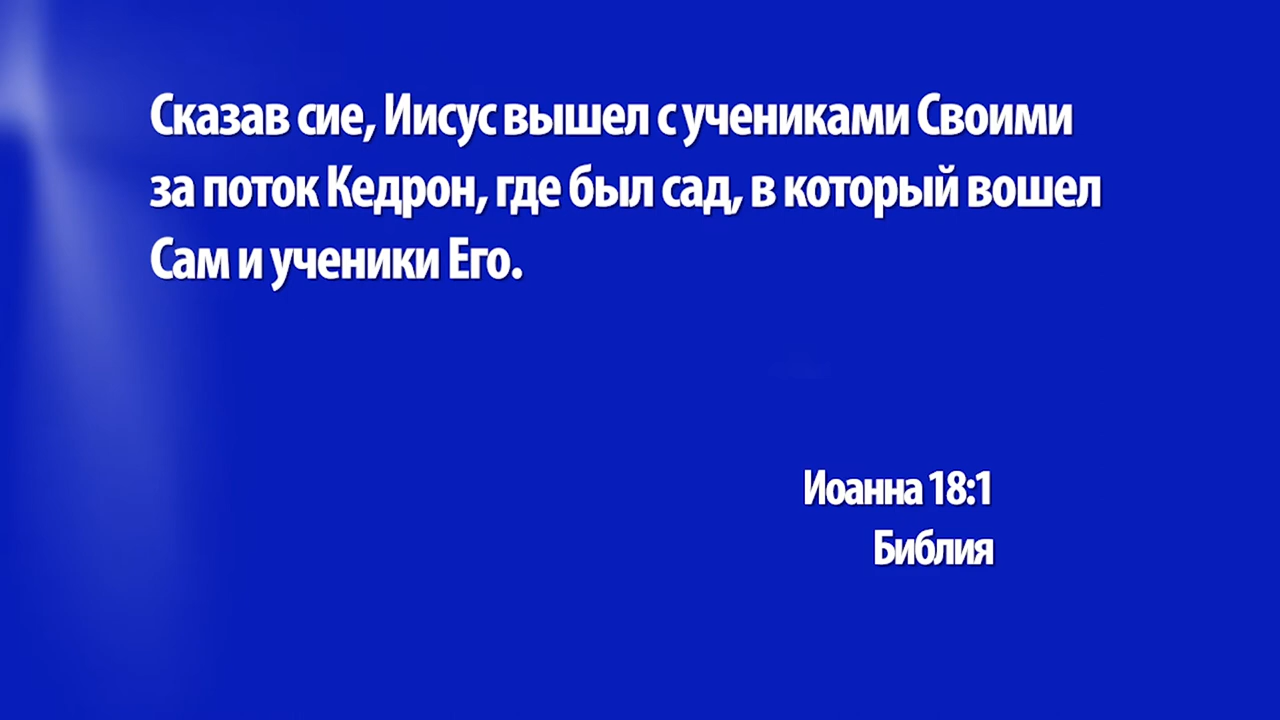 Сказав сие, Иисус вышел с учениками Своими
за поток Кедрон, где был сад, в который вошел
Сам и ученики Его.
Иоанна 18:1
Библия